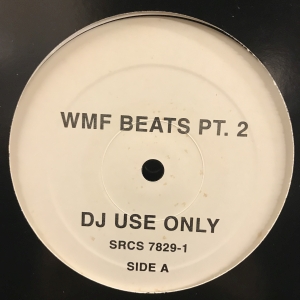 WMF BEATS PT. 2
DJ USE ONLY
SRCS 7829-1
SIDE A